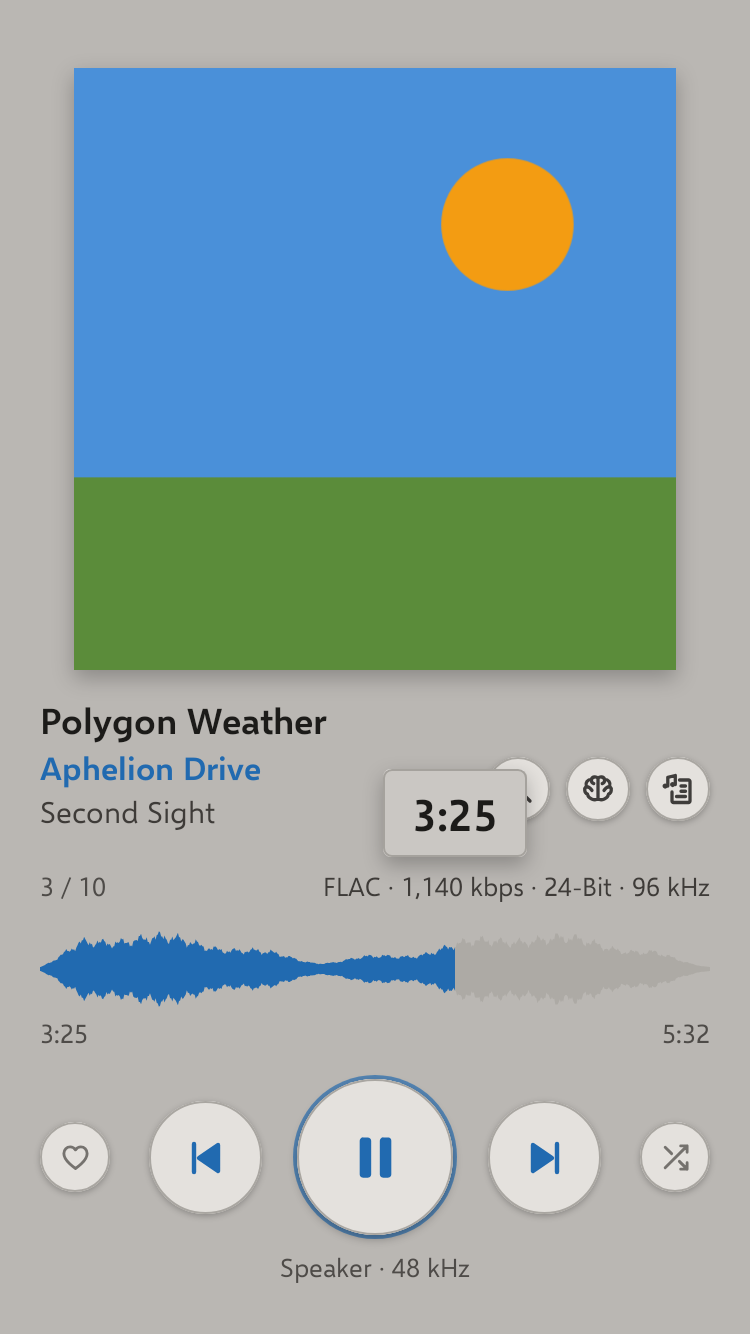 Polygon Weather
Aphelion Drive
Second Sight
3:25
3 / 10
FLAC · 1,140 kbps · 24-Bit · 96 kHz
3:25
5:32
Speaker · 48 kHz